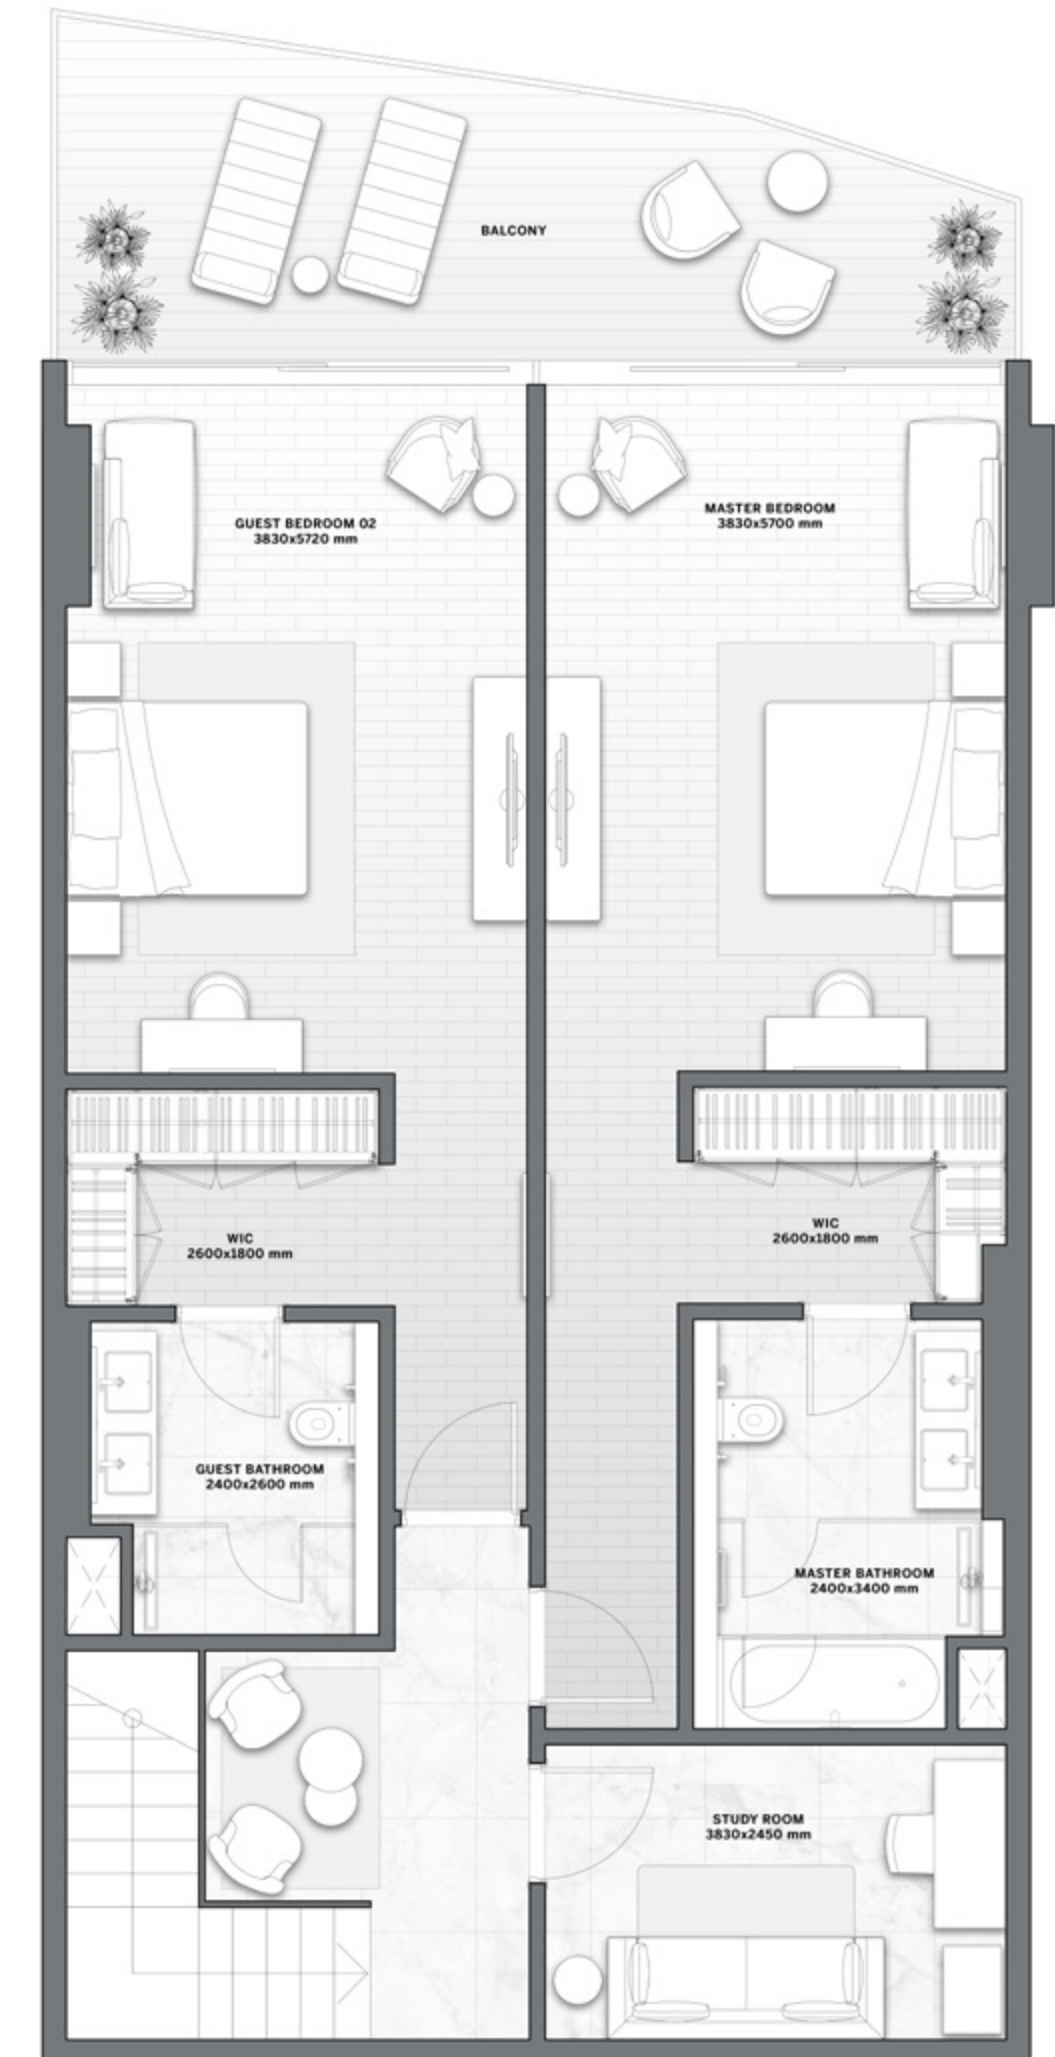 BALCONY
GUEST BEDROOM 02
3830x5720 mm
MASTER BEDROOM
3830x5700 mm
WIC
2600x1800 mm
WIC
2600x1800 mm
GUEST BATHROOM
2400x2600 mm
MASTER BATHROOM
2400x3400 mm
STUDY ROOM
3830x2450 mm